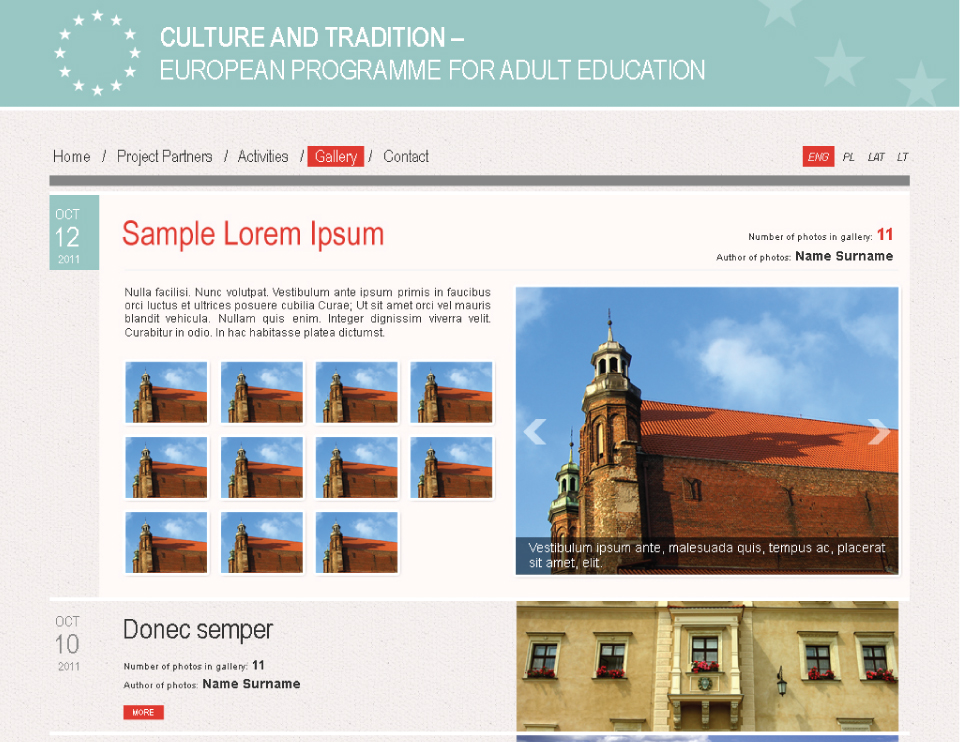 CULTURE AND TRADITION –
EUROPEAN PROGRAMME FOR ADULT EDUCATION
Home / Project Partners / Activities / Gallery / Contact
ENG PL LAT LT
OCT
12
2011
Sample Lorem Ipsum
Number of photos in gallery: 11
Author of photos: Name Surname
Nulla facilisi. Nunc volutpat. Vestibulum ante ipsum primis in faucibus
orci luctus et ultrices posuere cubilia Curae; Ut sit amet orci vel mauris
blandit vehicula. Nullam quis enim. Integer dignissim viverra velit.
Curabitur in odio. In hac habitasse platea dictumst.
Vestibulum ipsum ante, malesuada quis, tempus ac, placerat
sit amet, elit.
OCT
10
2011
Donec semper
Number of photos in gallery: 11
Author of photos: Name Surname
MORE